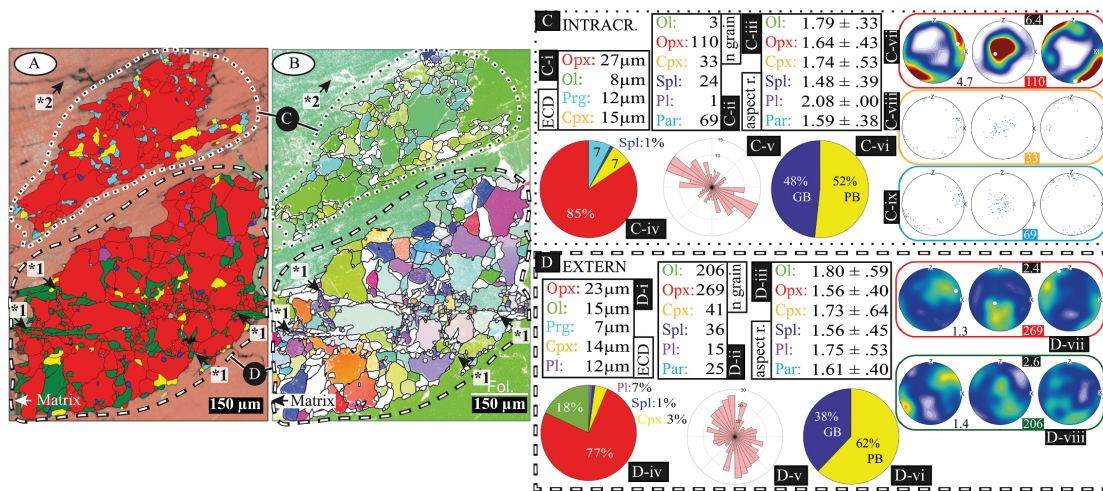 A
*2
C
*1
*1
*1
*1
D
Matrix
150 µm
B
*2
*1
*1
*1
*1
Fol.
Matrix
150 µm
C INTRACR.
C-i
ECD
Opx: 27µm
Ol: 8µm
Prg: 12µm
Cpx: 15µm
Ol: 3
Opx: 110
Cpx: 33
Spl: 24
Pl: 1
Par: 69
n grain
C-ii
C-iii
aspect r.
Ol: 1.79 ± .33
Opx: 1.64 ± .43
Cpx: 1.74 ± .53
Spl: 1.48 ± .39
Pl: 2.08 ± .00
Par: 1.59 ± .38
Spl:1%
7
7
85%
C-iv
15
10
5
C-v
48%
GB
52%
PB
C-vi
C-vii
Z
X
6.4
4.7
110
C-viii
Z
X
33
C-ix
Z
X
69
D EXTERN
Opx: 23µm
Ol: 15µm
Prg: 7µm
Cpx: 14µm
Pl: 12µm
D-i
ECD
Ol: 206
Opx: 269
Cpx: 41
Spl: 36
Pl: 15
Par: 25
n grain
D-ii
D-iii
aspect r.
Ol: 1.80 ± .59
Opx: 1.56 ± .40
Cpx: 1.73 ± .64
Spl: 1.56 ± .45
Pl: 1.75 ± .53
Par: 1.61 ± .40
Pl:7%
Spl:1%
Cpx:3%
18%
77%
D-iv
30
D-v
38%
GB
62%
PB
D-vi
Z
X
2.4
1.3
269
D-vii
Z
X
2.6
1.4
206
D-viii